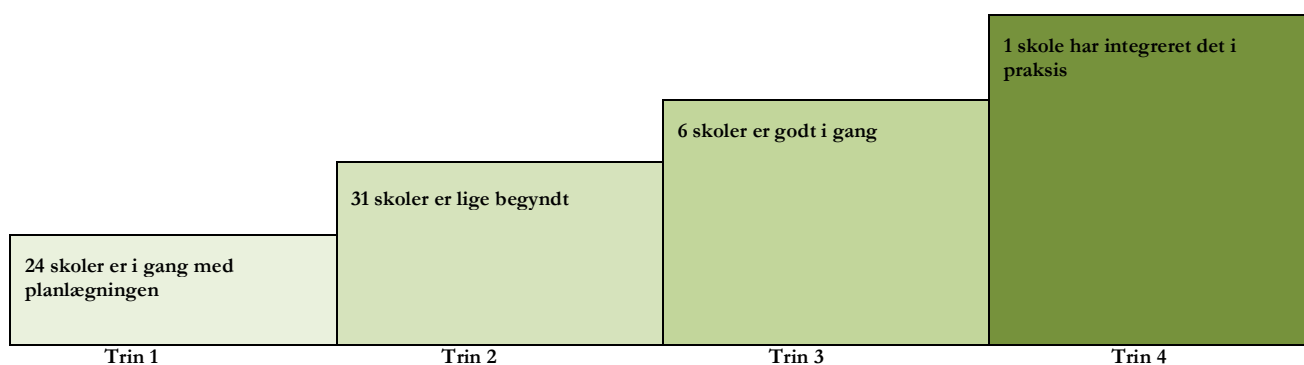 1 skole har integreret det i
praksis
6 skoler er godt i gang
31 skoler er lige begyndt
24 skoler er i gang med
planlægningen
Trin 1
Trin 2
Trin 3
Trin 4